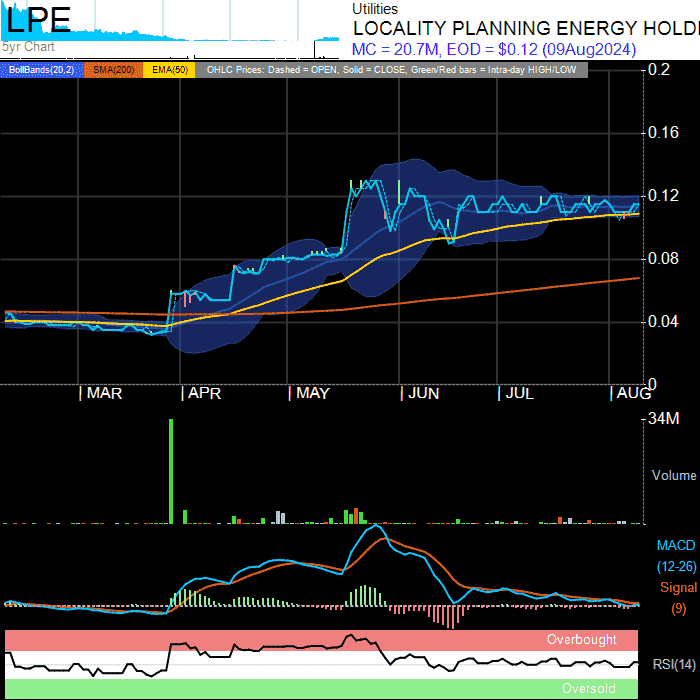 LPE
5yr Chart
Utilities
LOCALITY PLANNING ENERGY HOLDI
MC = 20.7M, EOD = $0.12 (09Aug2024)
BollBands(20,2) SMA(200) EMA(50) OHLC Prices: Dashed = OPEN, Solid = CLOSE, Green/Red bars = Intra-day HIGH/LOW
0.2
0.16
0.12
0.08
0.04
0
| MAR | APR | MAY | JUN | JUL | AUG
34M
Volume
MACD
(12-26)
Signal
(9)
Overbought
RSI(14)
Oversold